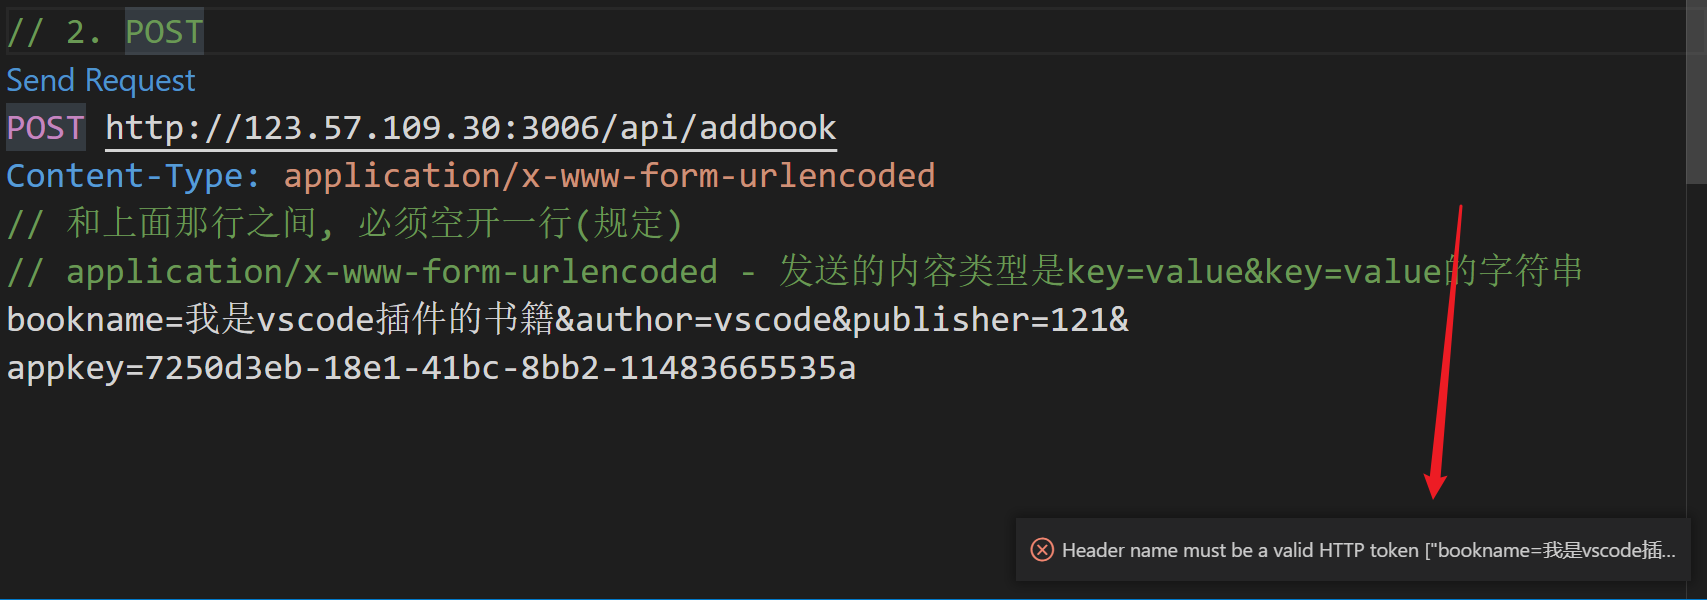 // 2. POST
Send Request
POST http://123.57.109.30:3006/api/addbook
Content-Type: application/x-www-form-urlencoded
// 和上面那行之间, 必须空开一行(规定)
// application/x-www-form-urlencoded - 发送的内容类型是key=value&key=value的字符串
bookname=我是vscode插件的书籍&author=vscode&publisher=121&
appkey=7250d3eb-18e1-41bc-8bb2-11483665535a
Header name must be a valid HTTP token ["bookname=我是vscode插...